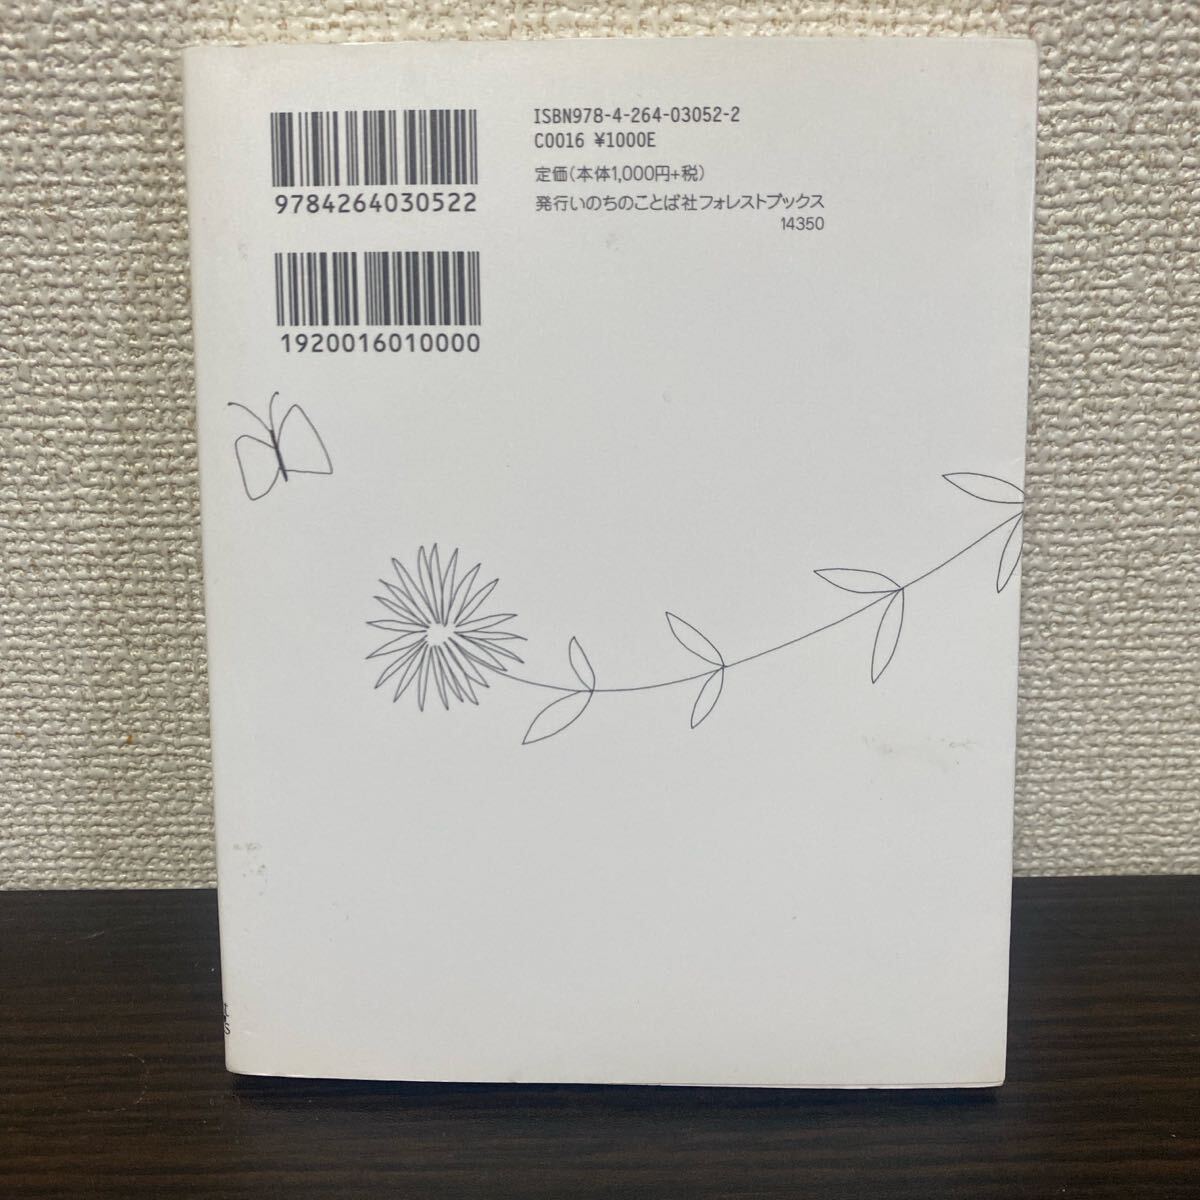 ISBN978-4-264-03052-2
C0016 ¥1000E
定価(本体1,000円+税)
発行いのちのことば社フォレストブックス
14350
9784264030522
1920016010000